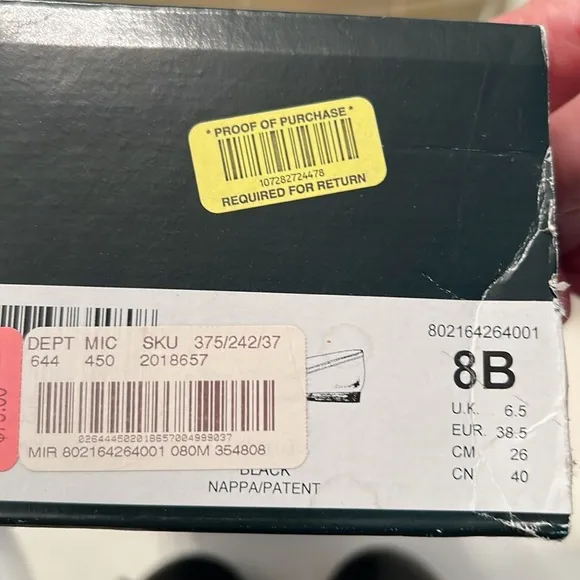 * PROOF OF PURCHASE *
107282724478
REQUIRED FOR RETURN
802164264001
8B
U.K. 6.5
EUR. 38.5
CM 26
CN 40
DEPT MIC SKU 375/242/37
644 450 2018657
026444502018657004999037
MIR 802164264001 080M 354808
BLACK
NAPPA/PATENT